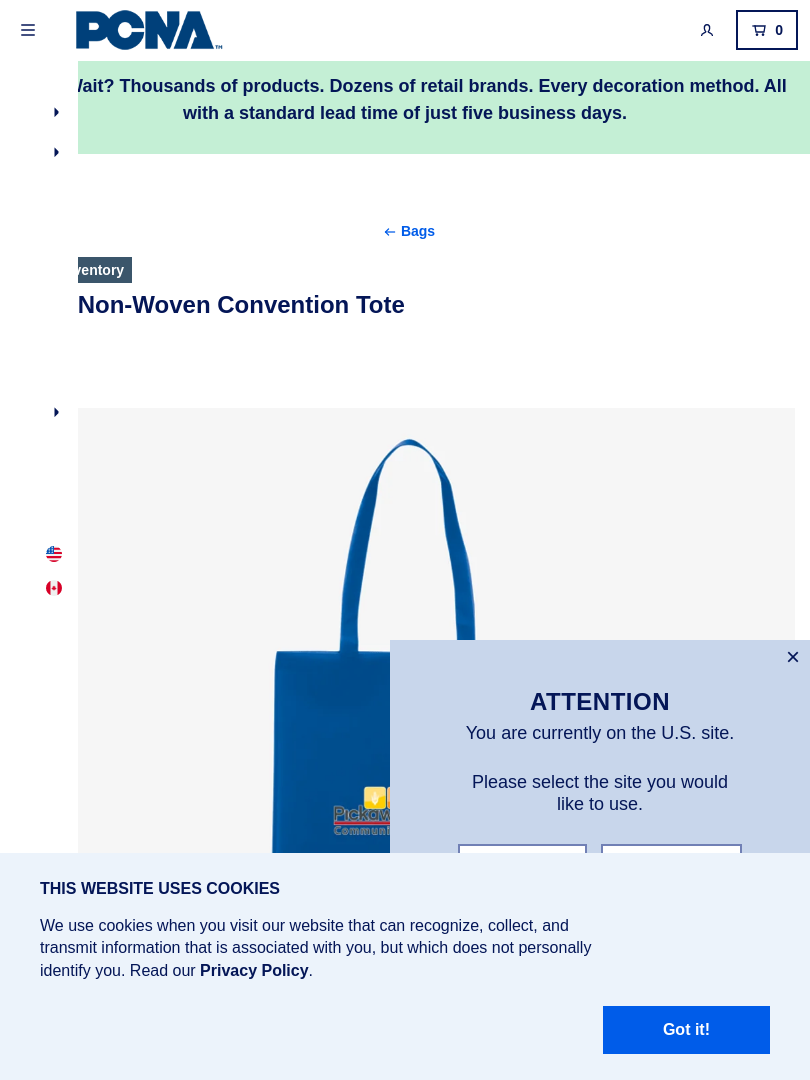 PCNA™
0
Wait? Thousands of products. Dozens of retail brands. Every decoration method. All
with a standard lead time of just five business days.
Bags
Non-Woven Convention Tote
ATTENTION
You are currently on the U.S. site.
Please select the site you would
like to use.
THIS WEBSITE USES COOKIES
We use cookies when you visit our website that can recognize, collect, and
transmit information that is associated with you, but which does not personally
identify you. Read our Privacy Policy.
Got it!